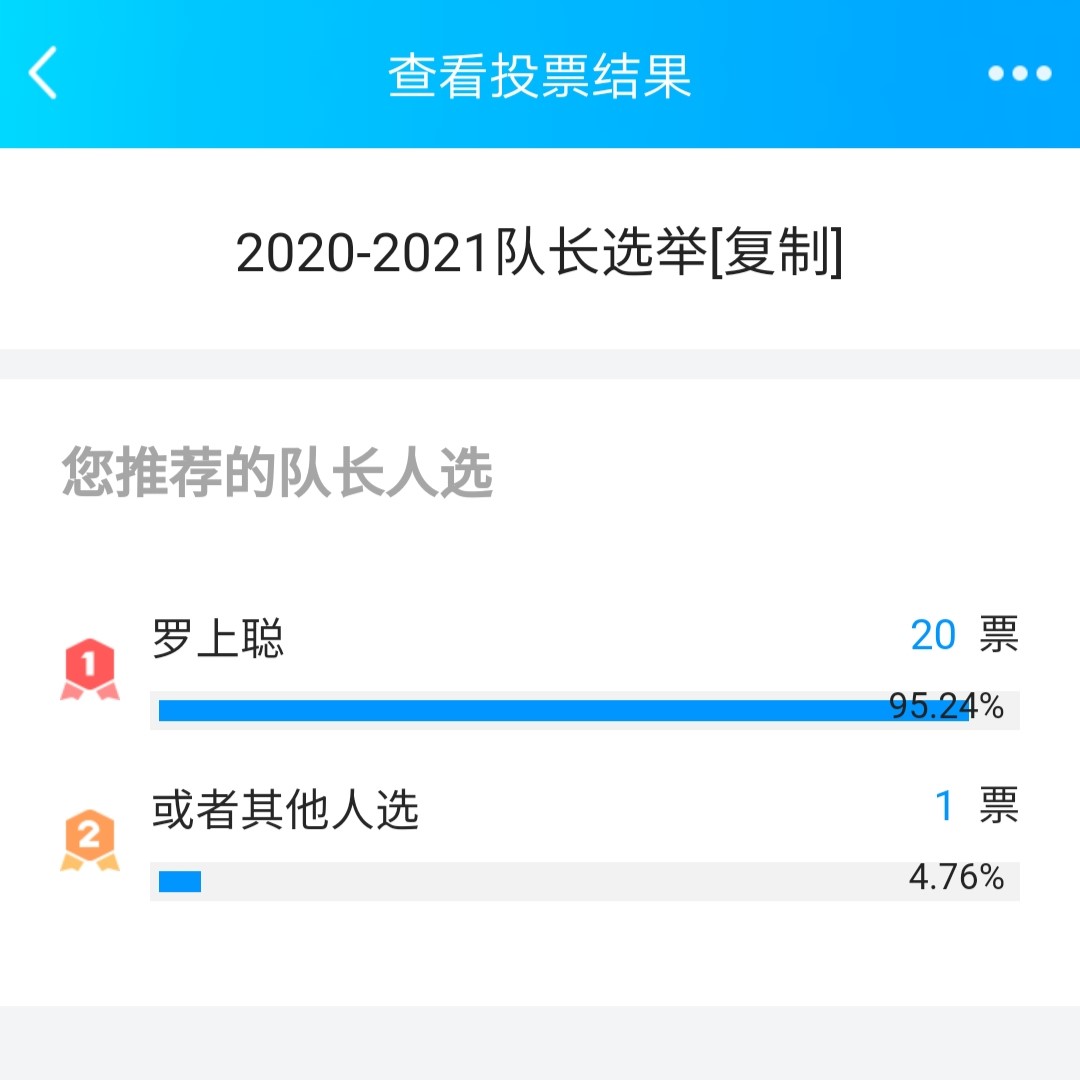 查看投票结果
2020-2021队长选举[复制]
您推荐的队长人选
1 罗上聪 20 票
95.24%
2 或者其他人选 1 票
4.76%